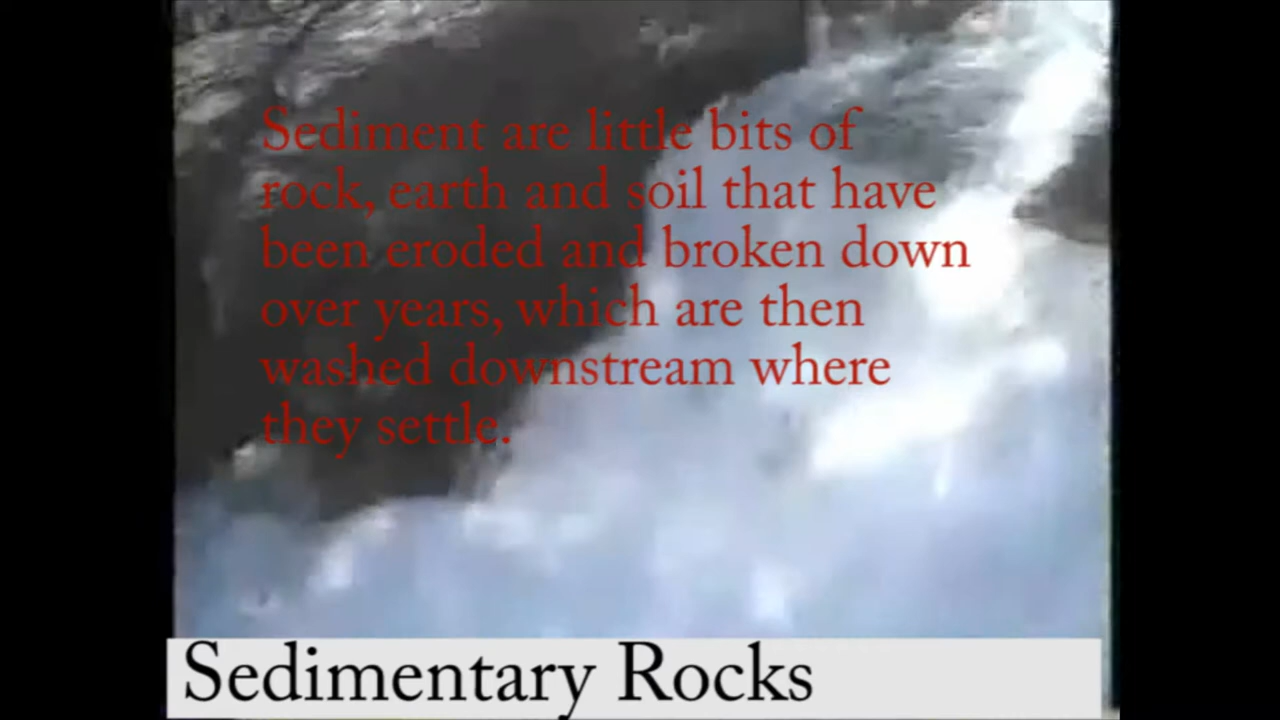 Sediment are little bits of
rock, earth and soil that have
been eroded and broken down
over years, which are then
washed downstream where
they settle.
Sedimentary Rocks